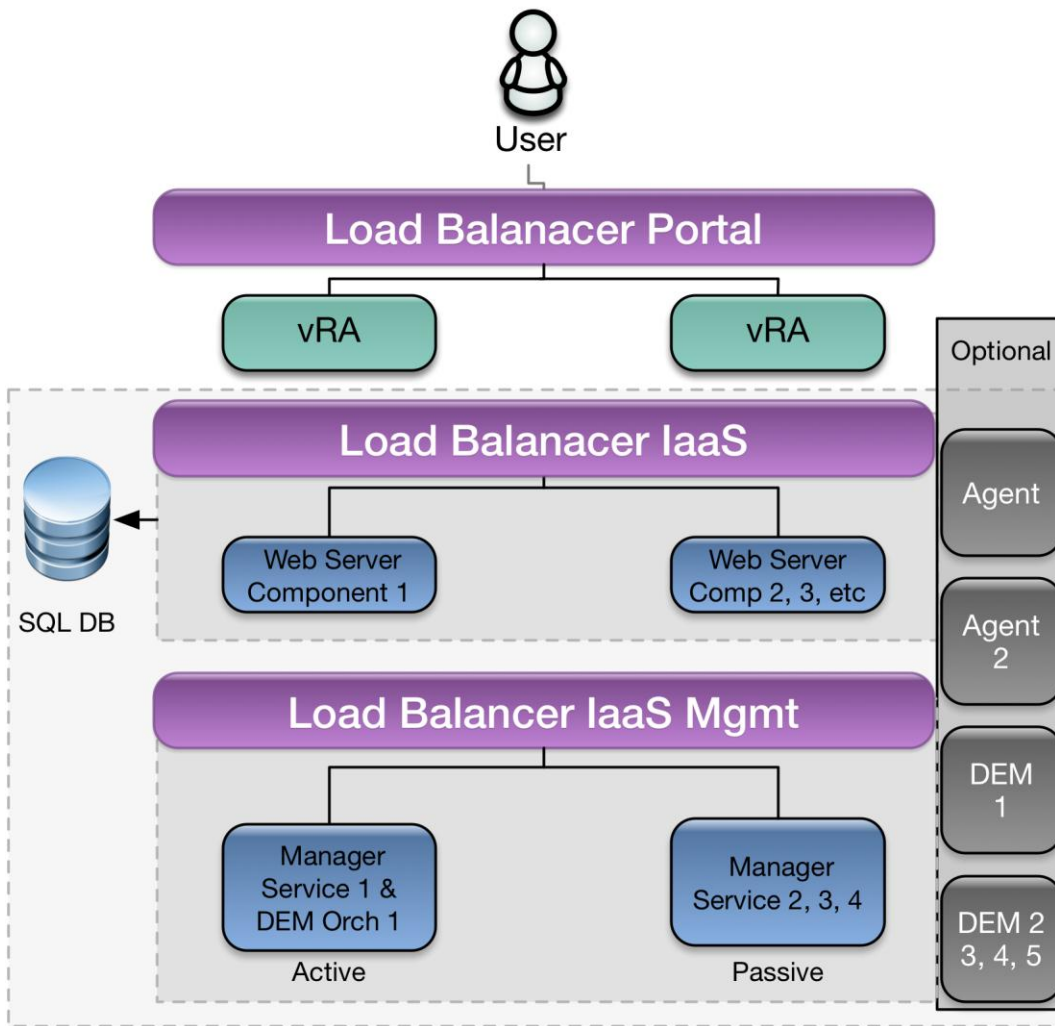 User
Load Balanacer Portal
vRA
vRA
Optional
Load Balanacer IaaS
Agent
Web Server
Component 1
Web Server
Comp 2, 3, etc
SQL DB
Agent
2
Load Balancer IaaS Mgmt
DEM
1
Manager
Service 1 &
DEM Orch 1
Manager
Service 2, 3, 4
DEM 2
3, 4, 5
Active
Passive